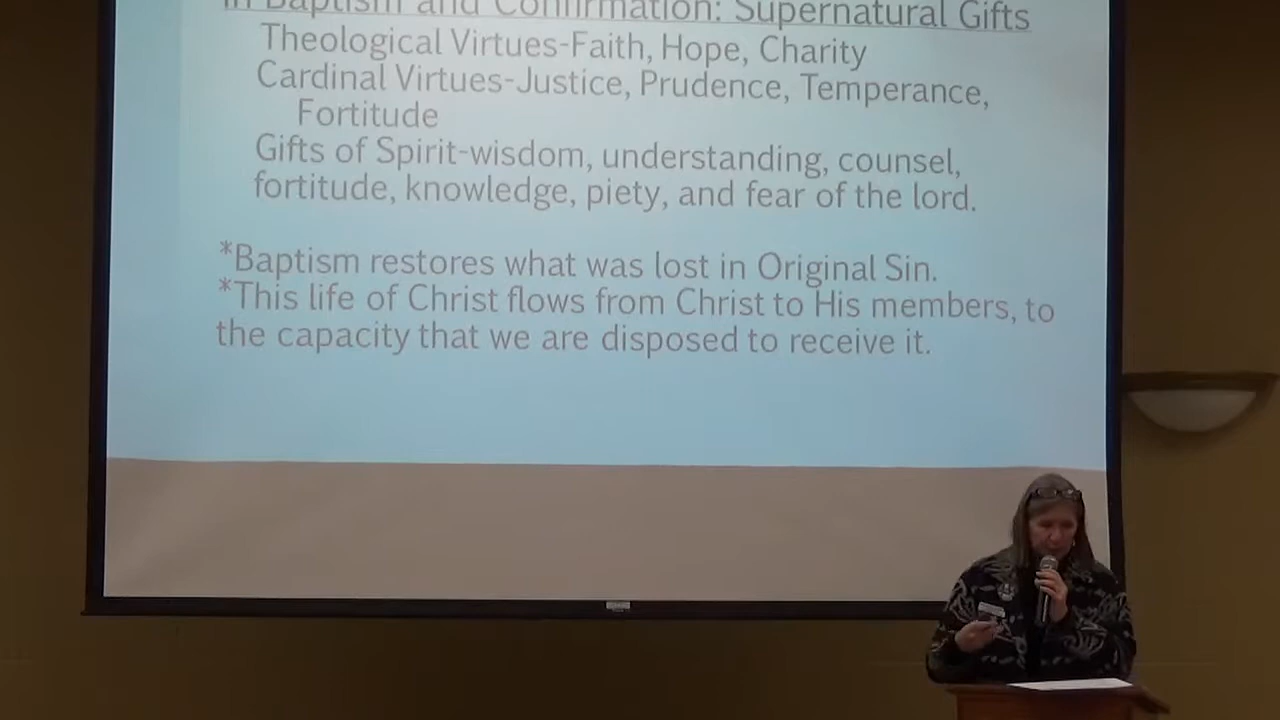 in Baptism and Confirmation: Supernatural Gifts
Theological Virtues-Faith, Hope, Charity
Cardinal Virtues-Justice, Prudence, Temperance,
Fortitude
Gifts of Spirit-wisdom, understanding, counsel,
fortitude, knowledge, piety, and fear of the lord.
*Baptism restores what was lost in Original Sin.
*This life of Christ flows from Christ to His members, to
the capacity that we are disposed to receive it.